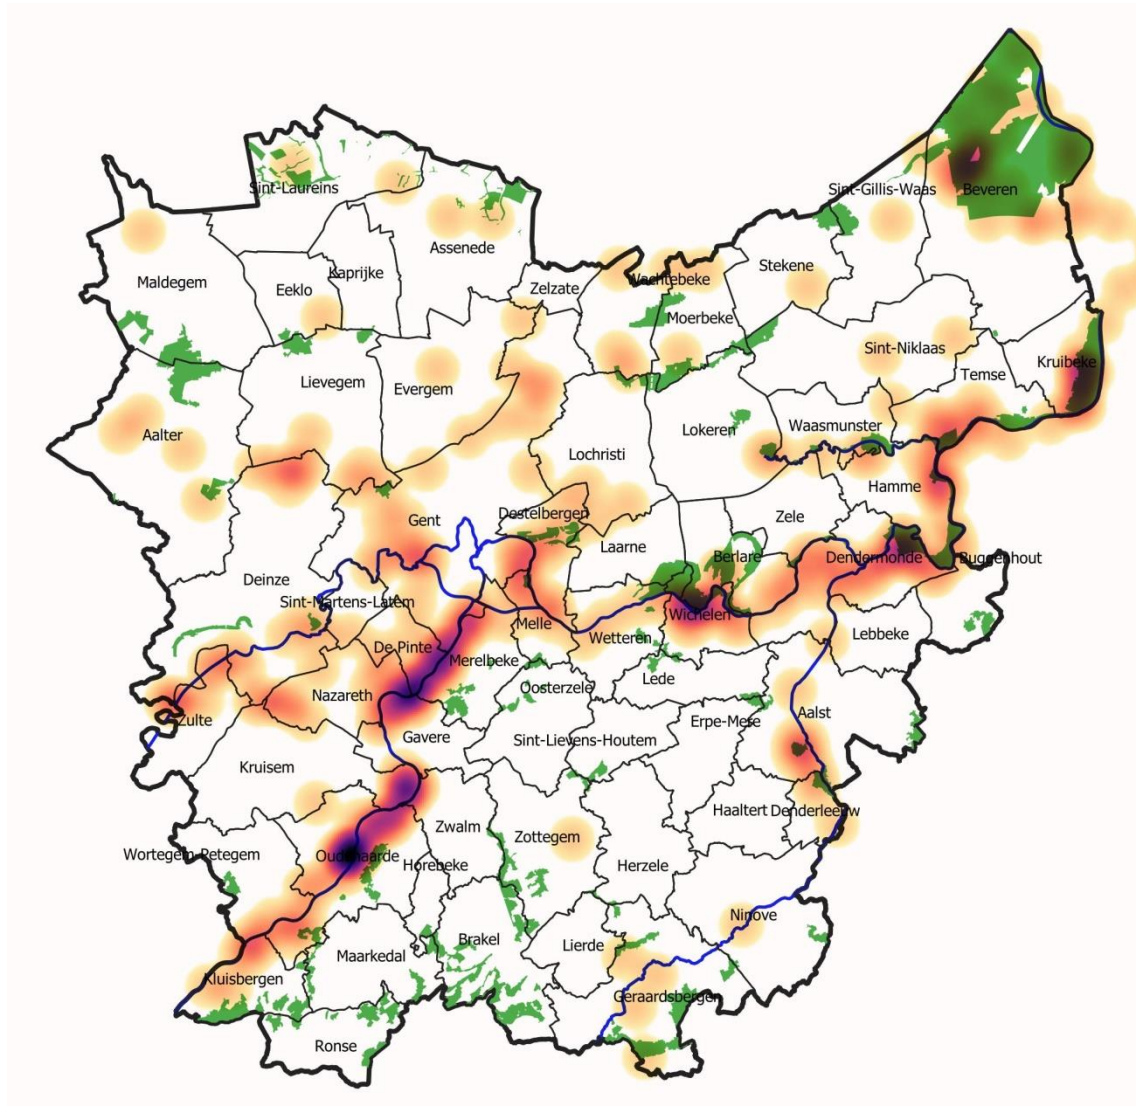 Sint-Laureins
Sint-Gillis-Waas
Beveren
Assenede
Kaprijke
Stekene
Maldegem
Eeklo
Zelzate
Wachtebeke
Moerbeke
Sint-Niklaas
Kruibeke
Temse
Lievegem
Evergem
Aalter
Lokeren
Waasmunster
Lochristi
Hamme
Gent
Destelbergen
Zele
Laarne
Berlare
Dendermonde
Buggenhout
Deinze
Sint-Martens-Latem
Wichelen
Melle
Wetteren
Lebbeke
De Pinte
Merelbeke
Lede
Oosterzele
Nazareth
Zulte
Erpe-Mere
Aalst
Gavere
Sint-Lievens-Houtem
Kruisem
Haaltert
Denderleeuw
Zwalm
Zottegem
Wortegem-Petegem
Oudenaarde
Horebeke
Herzele
Ninove
Brakel
Lierde
Maarkedal
Kluisbergen
Geraardsbergen
Ronse